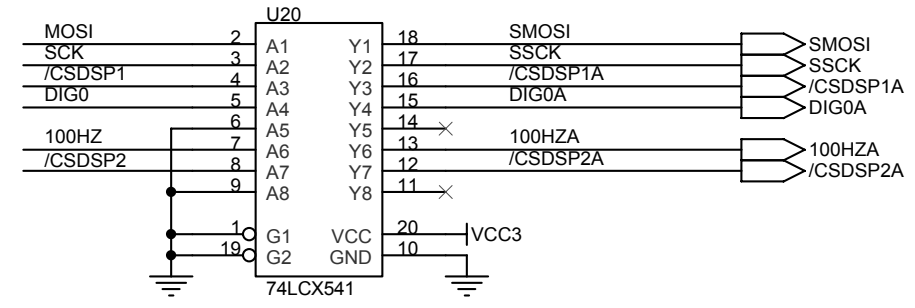 U20
MOSI 2 A1 Y1 18 SMOSI SMOSI
SCK 3 A2 Y2 17 SSCK SSCK
/CSDSP1 4 A3 Y3 16 /CSDSP1A /CSDSP1A
DIG0 5 A4 Y4 15 DIG0A DIG0A
6 A5 Y5 14
100HZ 7 A6 Y6 13 100HZA 100HZA
/CSDSP2 8 A7 Y7 12 /CSDSP2A /CSDSP2A
9 A8 Y8 11
1 G1 VCC 20 VCC3
19 G2 GND 10
74LCX541